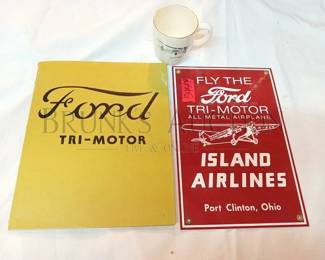 Ford
TRI-MOTOR
FLY THE
Ford
TRI-MOTOR
ALL METAL AIRPLANE
ISLAND
AIRLINES
Port Clinton, Ohio